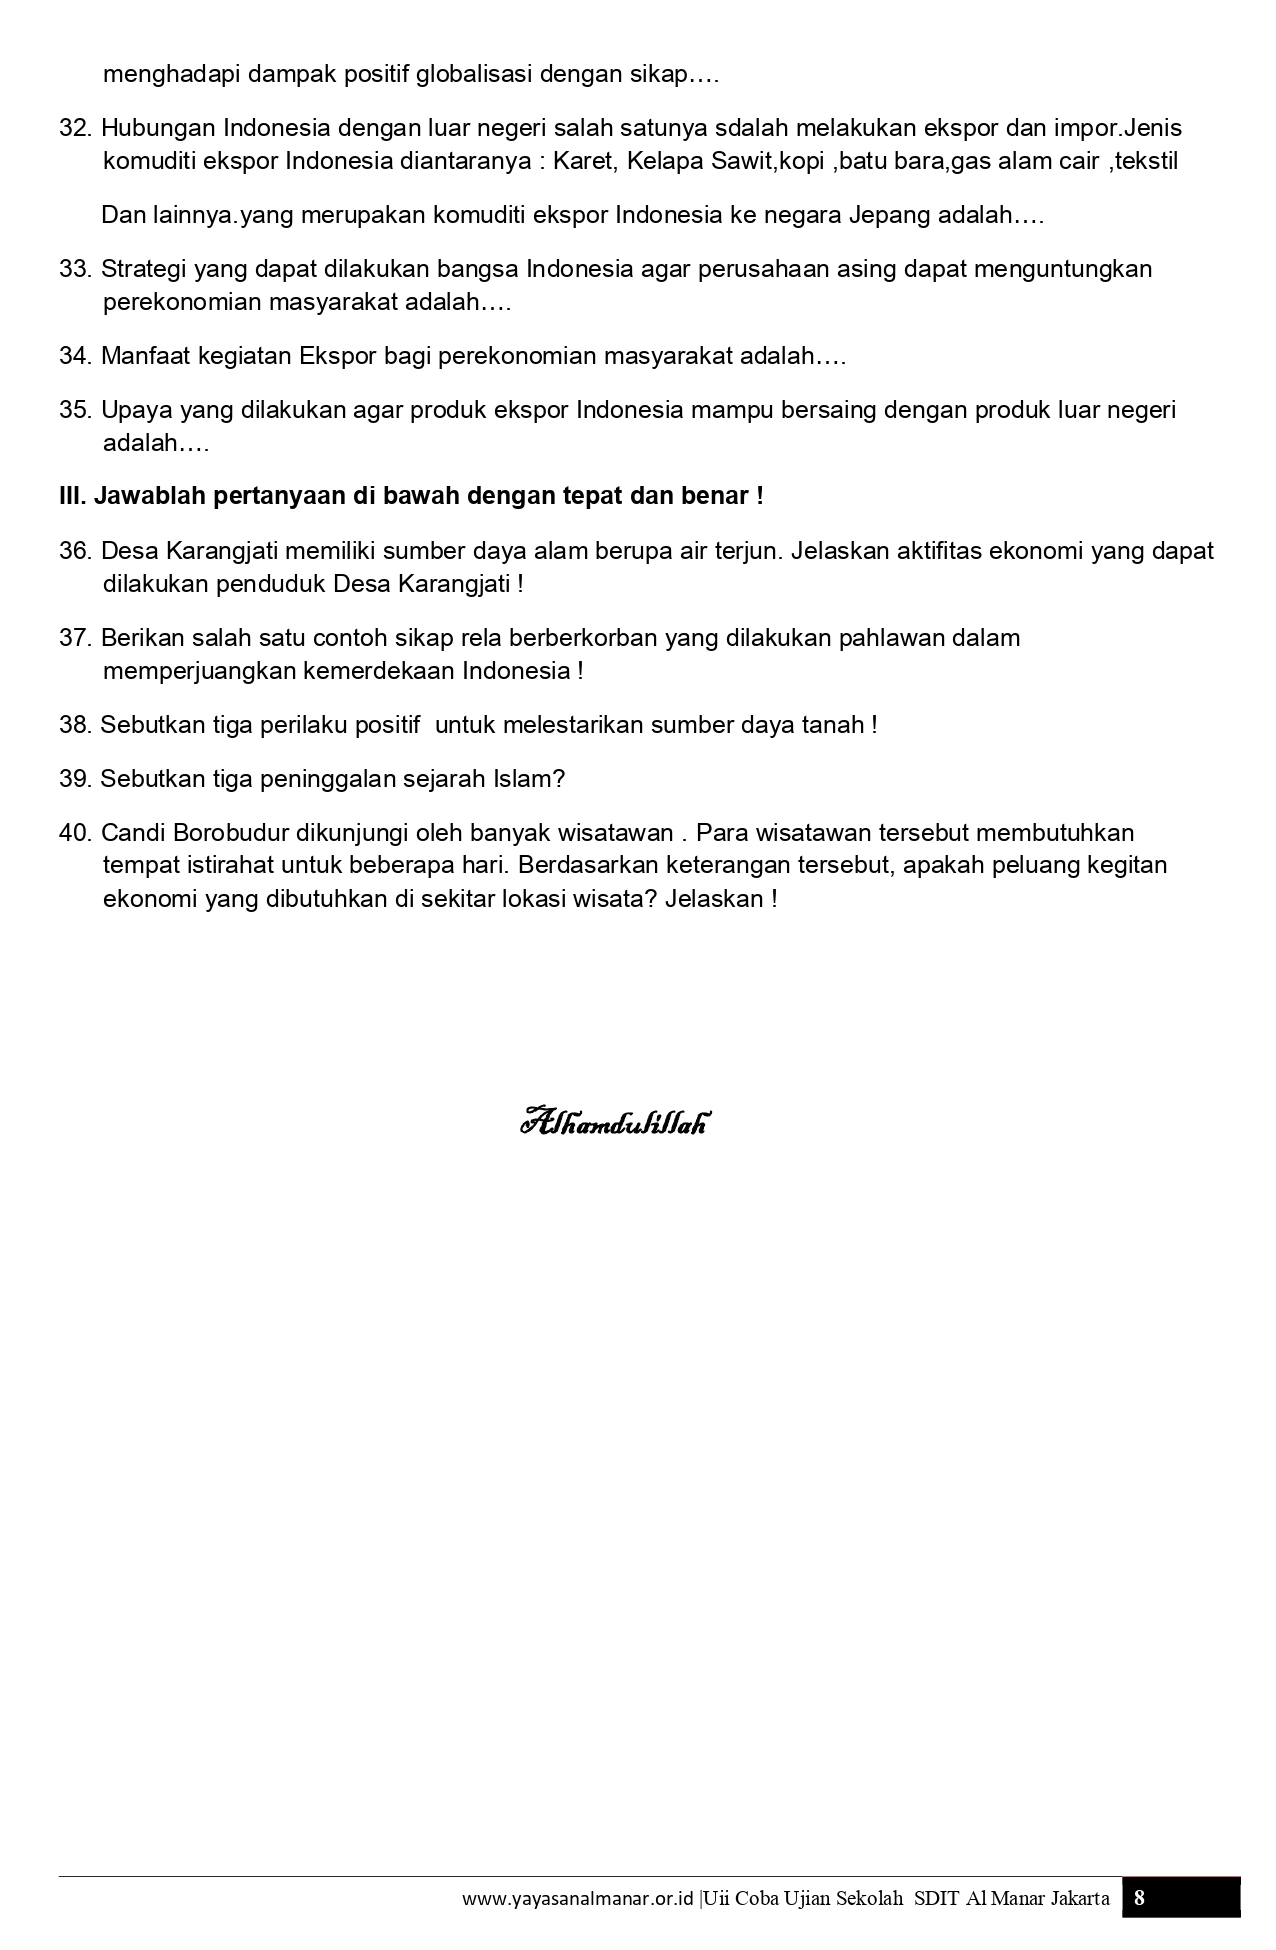 menghadapi dampak positif globalisasi dengan sikap….
32. Hubungan Indonesia dengan luar negeri salah satunya sdalah melakukan ekspor dan impor.Jenis
komuditi ekspor Indonesia diantaranya : Karet, Kelapa Sawit,kopi ,batu bara,gas alam cair ,tekstil
Dan lainnya.yang merupakan komuditi ekspor Indonesia ke negara Jepang adalah….
33. Strategi yang dapat dilakukan bangsa Indonesia agar perusahaan asing dapat menguntungkan
perekonomian masyarakat adalah….
34. Manfaat kegiatan Ekspor bagi perekonomian masyarakat adalah….
35. Upaya yang dilakukan agar produk ekspor Indonesia mampu bersaing dengan produk luar negeri
adalah….
III. Jawablah pertanyaan di bawah dengan tepat dan benar !
36. Desa Karangjati memiliki sumber daya alam berupa air terjun. Jelaskan aktifitas ekonomi yang dapat
dilakukan penduduk Desa Karangjati !
37. Berikan salah satu contoh sikap rela berberkorban yang dilakukan pahlawan dalam
memperjuangkan kemerdekaan Indonesia !
38. Sebutkan tiga perilaku positif  untuk melestarikan sumber daya tanah !
39. Sebutkan tiga peninggalan sejarah Islam?
40. Candi Borobudur dikunjungi oleh banyak wisatawan . Para wisatawan tersebut membutuhkan
tempat istirahat untuk beberapa hari. Berdasarkan keterangan tersebut, apakah peluang kegitan
ekonomi yang dibutuhkan di sekitar lokasi wisata? Jelaskan !
Alhamdulillah
www.yayasanalmanar.or.id |Uii Coba Ujian Sekolah  SDIT Al Manar Jakarta 8